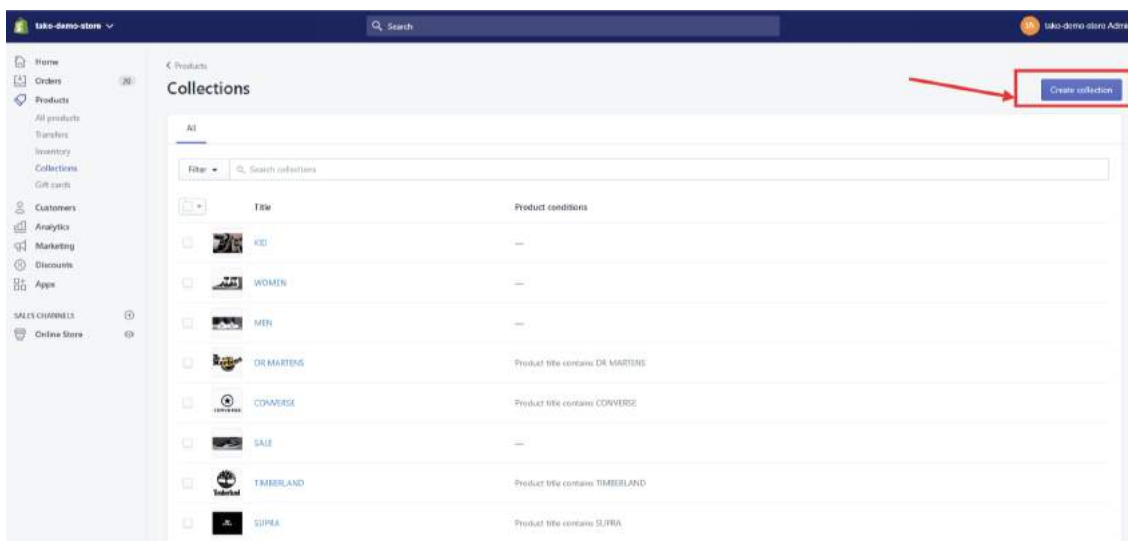 tako-demo-store
Search
tako-demo-store Admi
Home
Orders 20
Products
All products
Transfers
Inventory
Collections
Gift cards
Customers
Analytics
Marketing
Discounts
Apps
SALES CHANNELS
Online Store
Products
Collections
Create collection
All
Filter Search collections
Title Product conditions
KID —
WOMEN —
MEN —
DR MARTENS Product title contains DR MARTENS
CONVERSE Product title contains CONVERSE
SALE —
Timberland
TIMBERLAND Product title contains TIMBERLAND
SUPRA Product title contains SUPRA